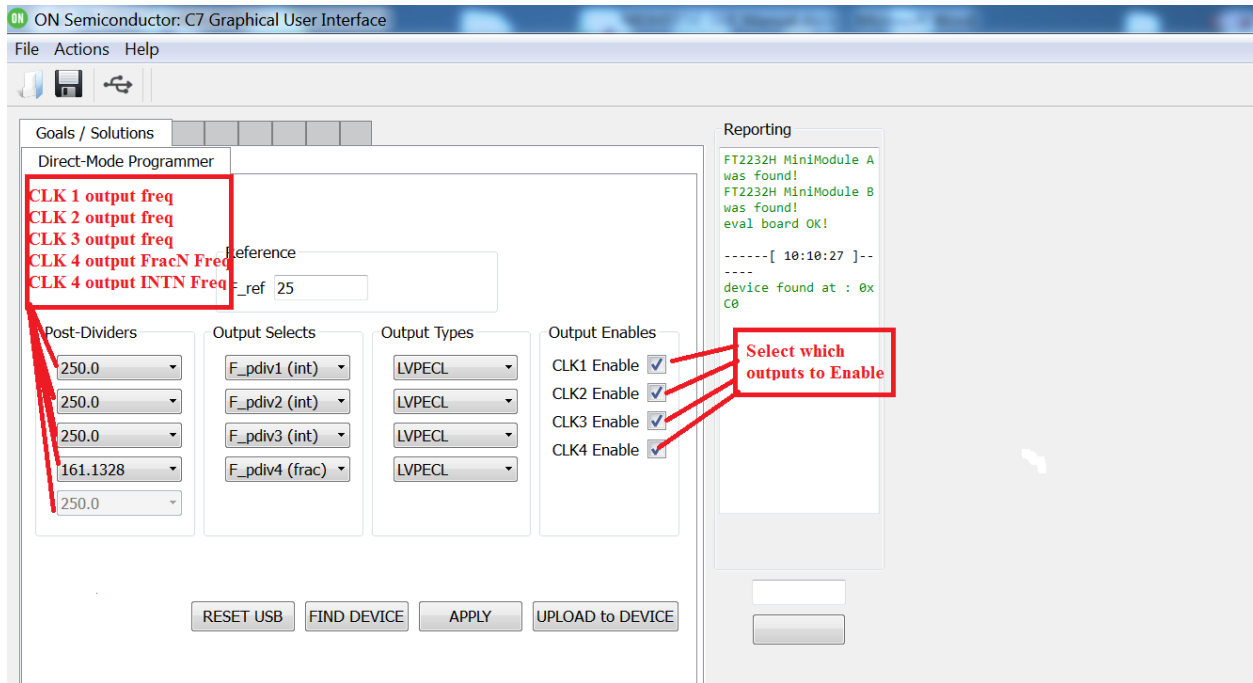 ON ON Semiconductor: C7 Graphical User Interface
File Actions Help
Goals / Solutions
Direct-Mode Programmer
CLK 1 output freq
CLK 2 output freq
CLK 3 output freq
CLK 4 output FracN Freq
CLK 4 output INTN Freq
Reference
F_ref 25
Post-Dividers
250.0
250.0
250.0
161.1328
250.0
Output Selects
F_pdiv1 (int)
F_pdiv2 (int)
F_pdiv3 (int)
F_pdiv4 (frac)
Output Types
LVPECL
LVPECL
LVPECL
LVPECL
Output Enables
CLK1 Enable
CLK2 Enable
CLK3 Enable
CLK4 Enable
Select which
outputs to Enable
RESET USB FIND DEVICE APPLY UPLOAD to DEVICE
Reporting
FT2232H MiniModule A
was found!
FT2232H MiniModule B
was found!
eval board OK!
------[ 10:10:27 ]--
----
device found at : 0x
C0